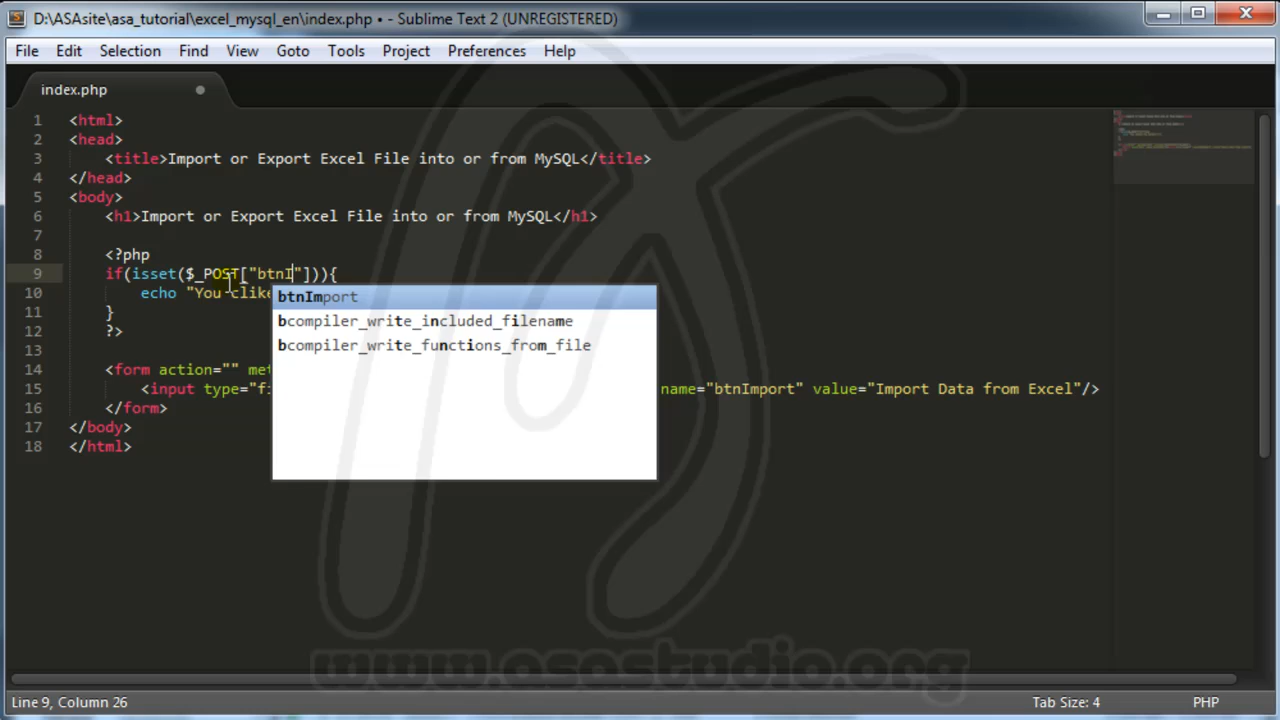 D:\ASAsite\asa_tutorial\excel_mysql_en\index.php • - Sublime Text 2 (UNREGISTERED)
File Edit Selection Find View Goto Tools Project Preferences Help
index.php
1 <html>
2 <head>
3 <title>Import or Export Excel File into or from MySQL</title>
4 </head>
5 <body>
6 <h1>Import or Export Excel File into or from MySQL</h1>
7
8 <?php
9 if(isset($_POST["btnI"])){
10 echo "You clike
btnImport
11 }
bcompiler_write_included_filename
12 ?>
bcompiler_write_functions_from_file
13
14 <form action="" met
15 <input type="fi name="btnImport" value="Import Data from Excel"/>
16 </form>
17 </body>
18 </html>
www.asastudio.org
Line 9, Column 26 Tab Size: 4 PHP